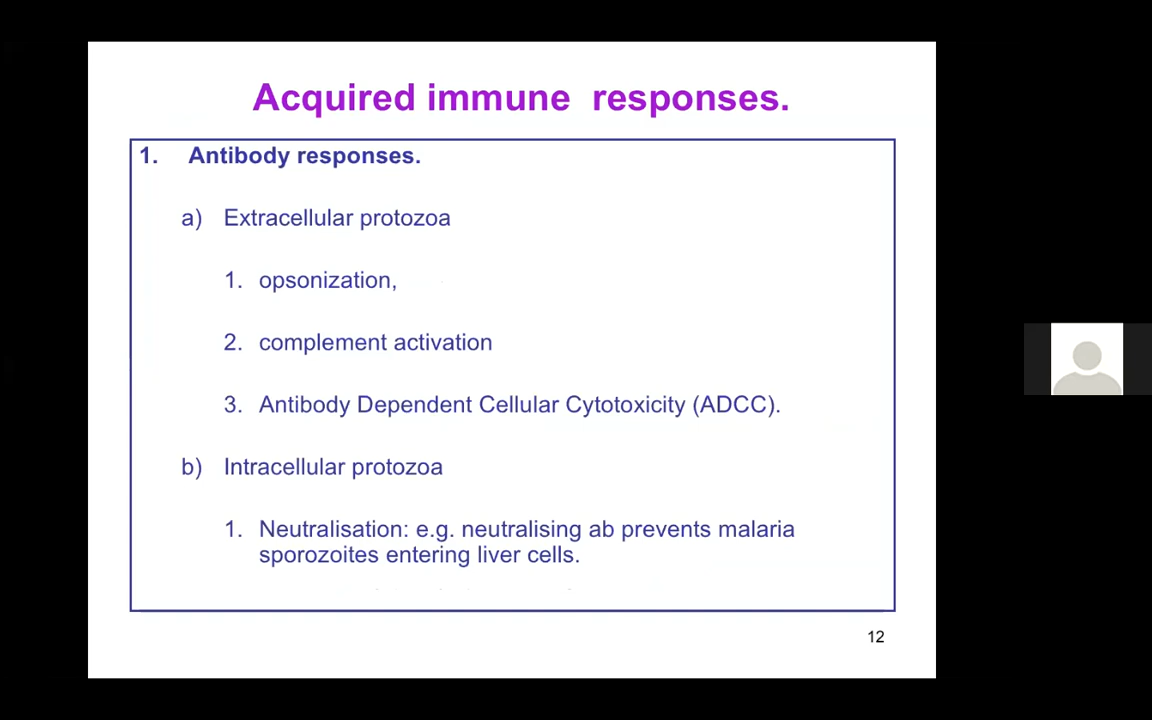 Acquired immune responses.
1. Antibody responses.
a) Extracellular protozoa
1. opsonization,
2. complement activation
3. Antibody Dependent Cellular Cytotoxicity (ADCC).
b) Intracellular protozoa
1. Neutralisation: e.g. neutralising ab prevents malaria
sporozoites entering liver cells.
12